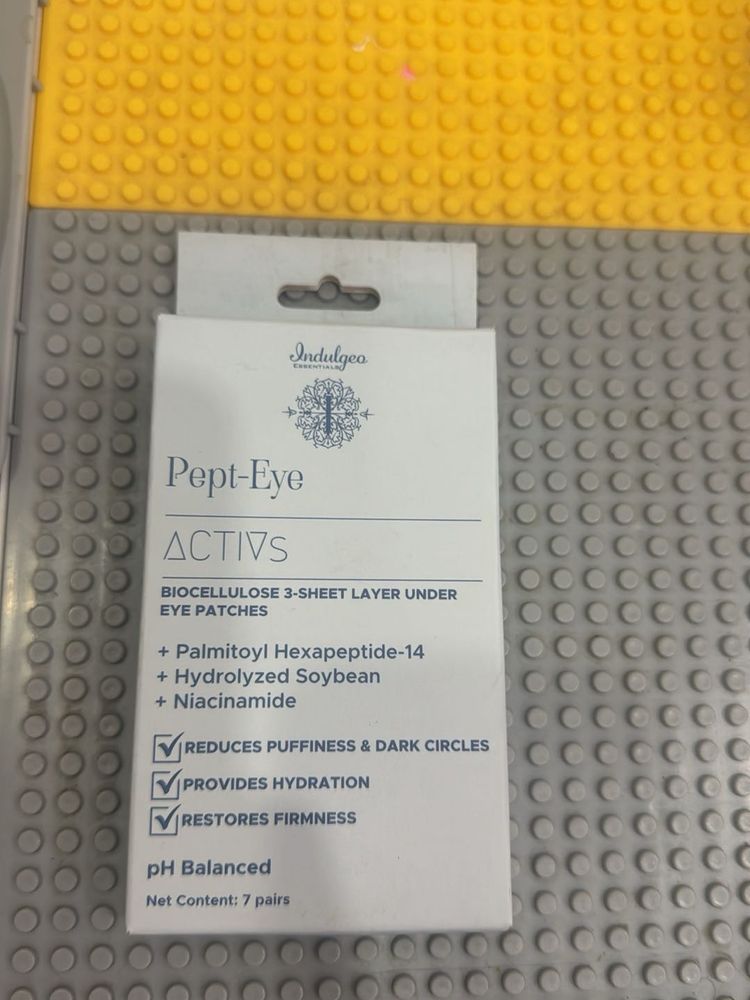 Indulgeo
ESSENTIALS
Pept-Eye
ACTIVs
BIOCELLULOSE 3-SHEET LAYER UNDER
EYE PATCHES
+ Palmitoyl Hexapeptide-14
+ Hydrolyzed Soybean
+ Niacinamide
REDUCES PUFFINESS & DARK CIRCLES
PROVIDES HYDRATION
RESTORES FIRMNESS
pH Balanced
Net Content: 7 pairs